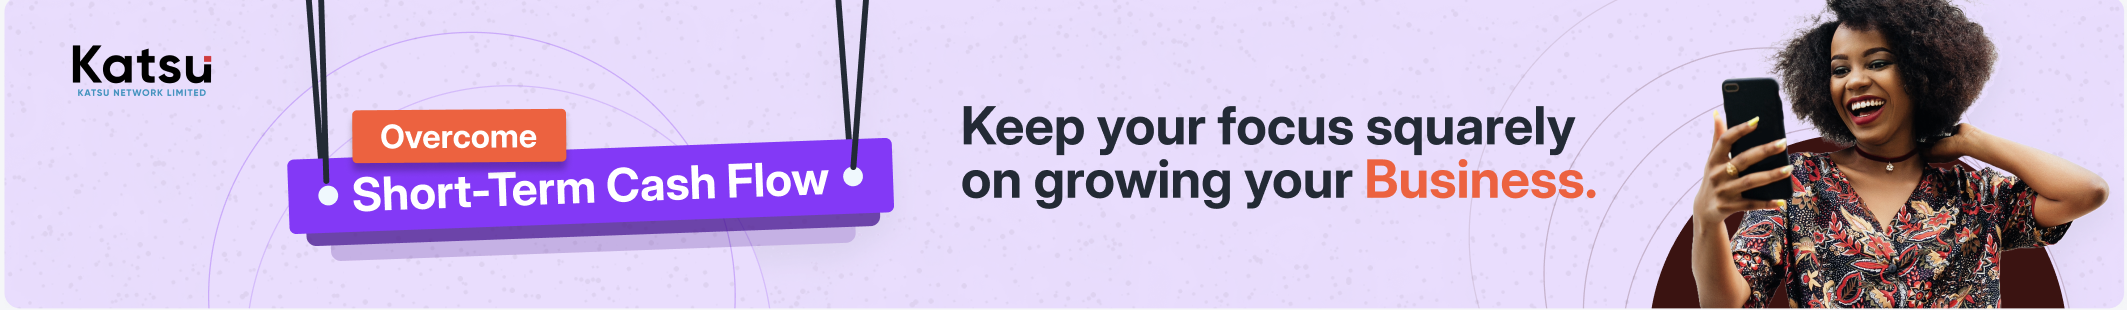 Katsu
KATSU NETWORK LIMITED
Overcome
Short-Term Cash Flow
Keep your focus squarely
on growing your Business.